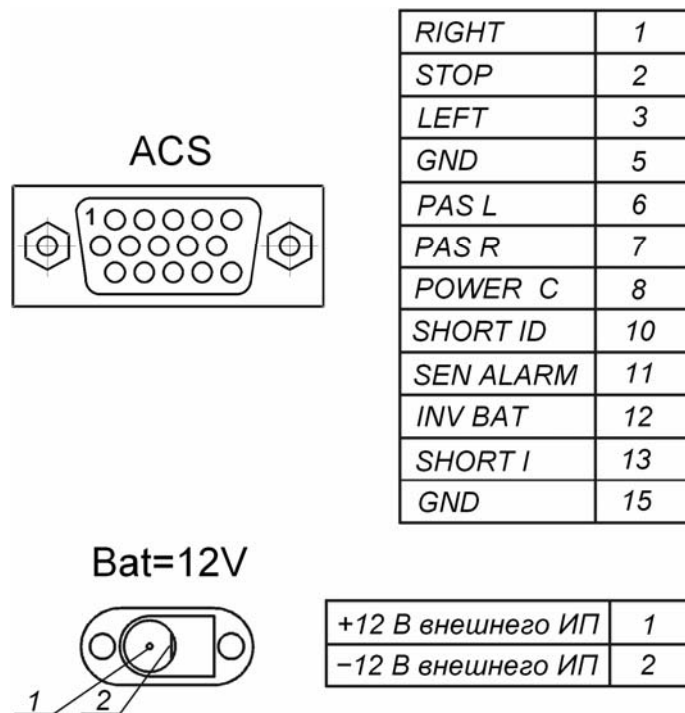 ACS
1
RIGHT 1
STOP 2
LEFT 3
GND 5
PAS L 6
PAS R 7
POWER C 8
SHORT ID 10
SEN ALARM 11
INV BAT 12
SHORT I 13
GND 15
Bat=12V
1 2
+12 В внешнего ИП 1
−12 В внешнего ИП 2